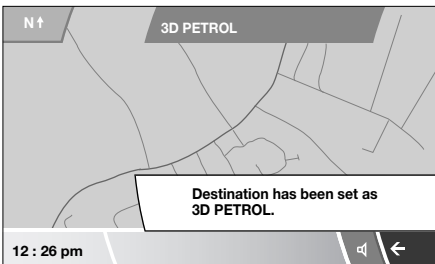 N
3D PETROL
Destination has been set as
3D PETROL.
12 : 26 pm